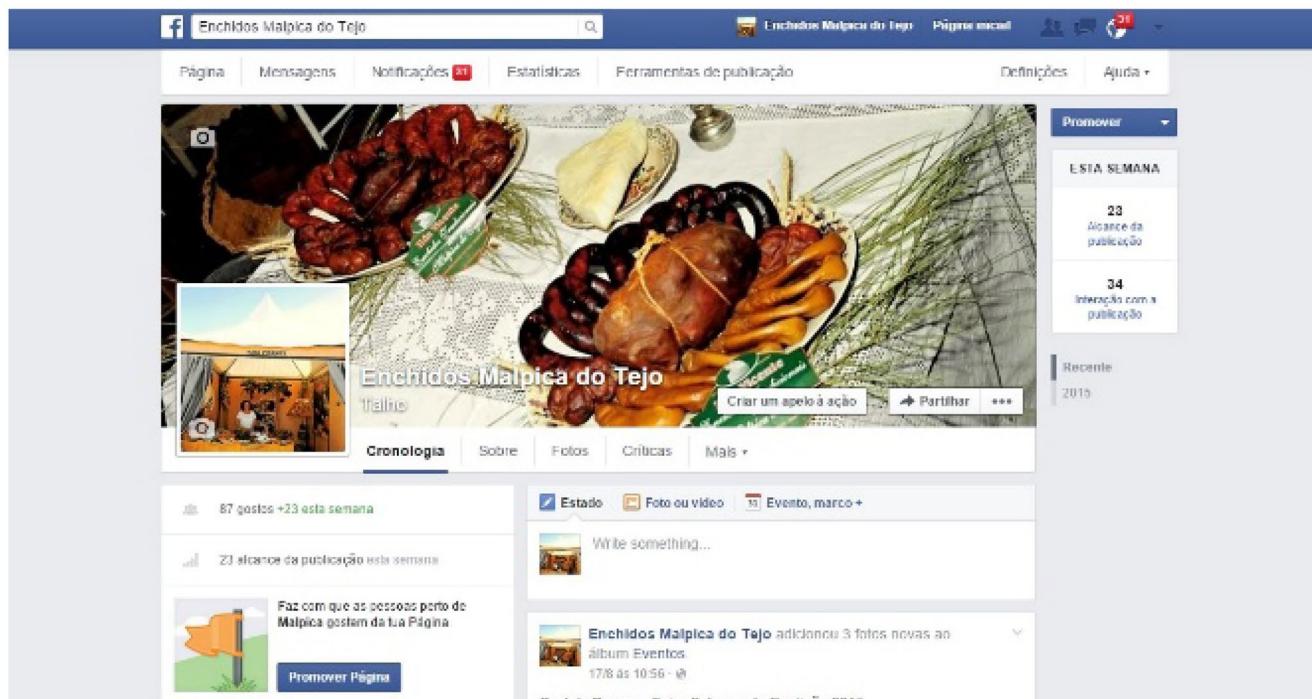 Enchidos Malpica do Tejo
Enchidos Malpica do Tejo Página inicial 31
Página Mensagens Notificações 31 Estatísticas Ferramentas de publicação Definições Ajuda
Promover
ESTA SEMANA
23
Alcance da
publicação
34
Interação com a
publicação
Recente
2015
Enchidos Malpica do Tejo
Talho
Criar um apelo à ação Partilhar
Cronologia Sobre Fotos Críticas Mais
87 gostos +23 esta semana
23 alcance da publicação esta semana
Faz com que as pessoas perto de
Malpica gostem da tua Página
Promover Página
Estado Foto ou vídeo Evento, marco +
Write something...
Enchidos Malpica do Tejo adicionou 3 fotos novas ao
álbum Eventos.
17/8 às 10:56